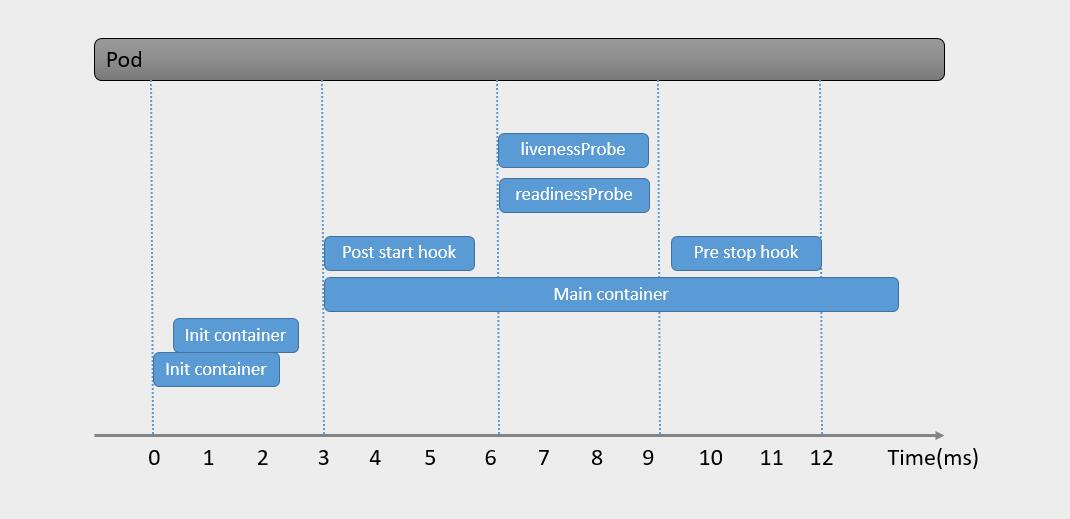 Pod
livenessProbe
readinessProbe
Post start hook
Pre stop hook
Main container
Init container
Init container
0 1 2 3 4 5 6 7 8 9 10 11 12 Time(ms)